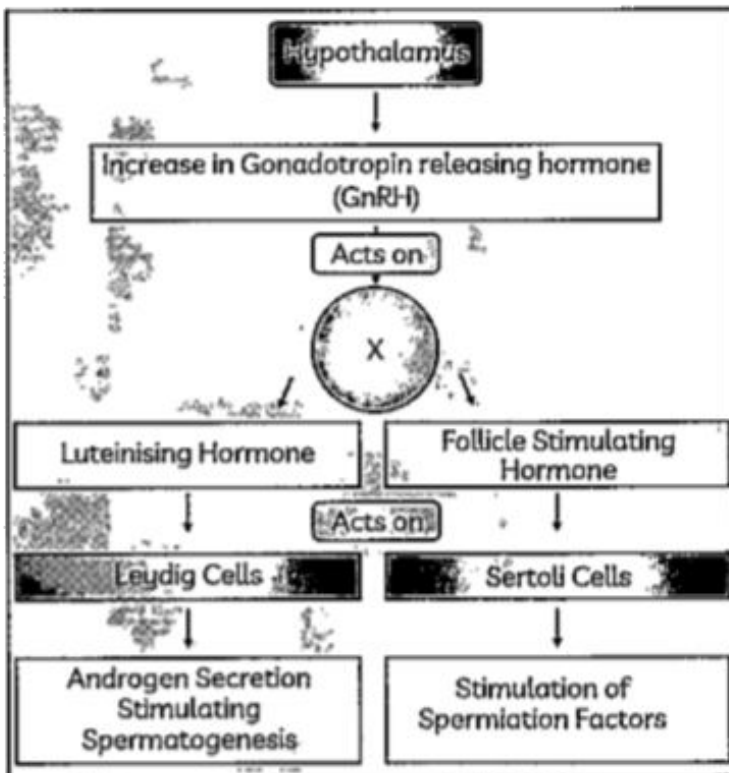 Hypothalamus
Increase in Gonadotropin releasing hormone
(GnRH)
Acts on
X
Luteinising Hormone
Follicle Stimulating
Hormone
Acts on
Leydig Cells
Sertoli Cells
Androgen Secretion
Stimulating
Spermatogenesis
Stimulation of
Spermiation Factors